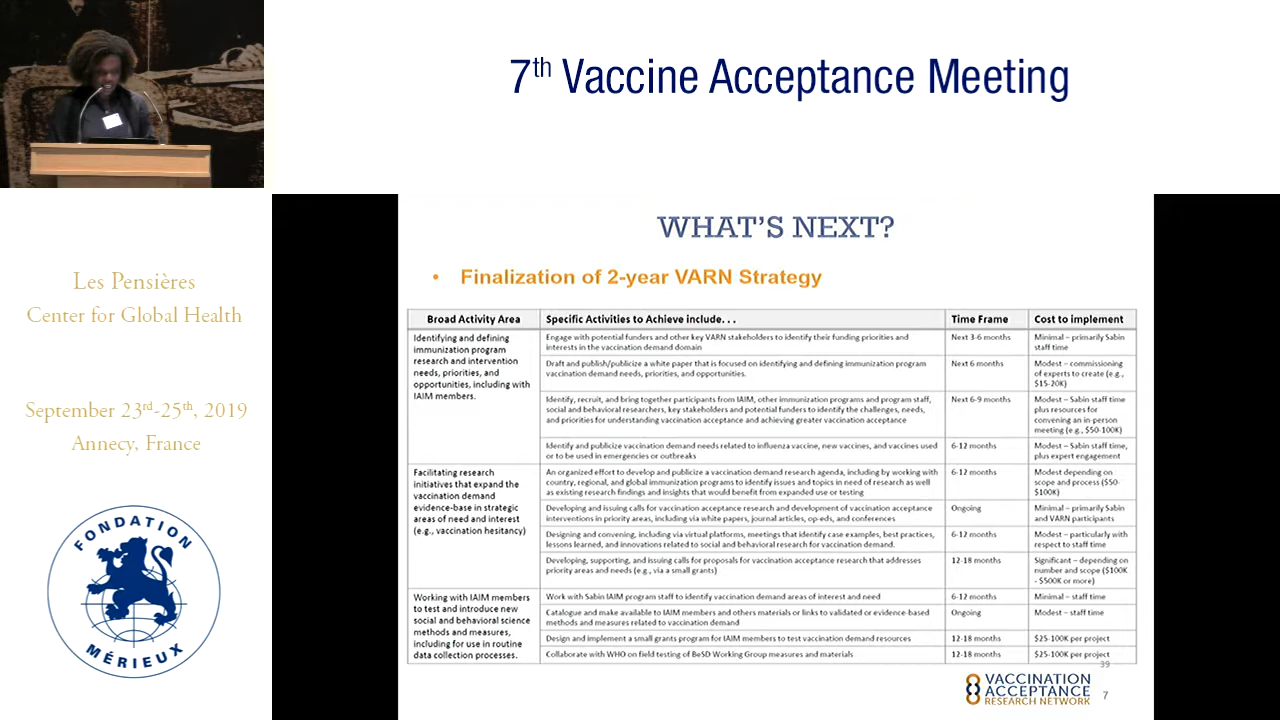 7th Vaccine Acceptance Meeting
Les Pensières
Center for Global Health
September 23rd-25th, 2019
Annecy, France
FONDATION
MÉRIEUX
WHAT'S NEXT?
• Finalization of 2-year VARN Strategy
Broad Activity Area
Specific Activities to Achieve include. . .
Time Frame
Cost to implement
Identifying and defining
immunization program
research and intervention
needs, priorities, and
opportunities, including with
IAIM members.
Engage with potential funders and other key VARN stakeholders to identify their funding priorities and
interests in the vaccination demand domain
Next 3-6 months
Minimal – primarily Sabin
staff time
Draft and publish/publicize a white paper that is focused on identifying and defining immunization program
vaccination demand needs, priorities, and opportunities.
Next 6 months
Modest – commissioning
of experts to create (e.g.,
$15-20K)
Identify, recruit, and bring together participants from IAIM, other immunization programs and program staff,
social and behavioral researchers, key stakeholders and potential funders to identify the challenges, needs,
and priorities for understanding vaccination acceptance and achieving greater vaccination acceptance
Next 6-9 months
Modest – Sabin staff time
plus resources for
convening an in-person
meeting (e.g., $50-100K)
Identify and publicize vaccination demand needs related to influenza vaccine, new vaccines, and vaccines used
or to be used in emergencies or outbreaks
6-12 months
Modest – Sabin staff time,
plus expert engagement
Facilitating research
initiatives that expand the
vaccination demand
evidence-base in strategic
areas of need and interest
(e.g., vaccination hesitancy)
An organized effort to develop and publicize a vaccination demand research agenda, including by working with
country, regional, and global immunization programs to identify issues and topics in need of research as well
as existing research findings and insights that would benefit from expanded use or testing
6-12 months
Modest depending on
scope and process ($50-
$100K)
Developing and issuing calls for vaccination acceptance research and development of vaccination acceptance
interventions in priority areas, including via white papers, journal articles, op-eds, and conferences
Ongoing
Minimal – primarily Sabin
and VARN participants
Designing and convening, including via virtual platforms, meetings that identify case examples, best practices,
lessons learned, and innovations related to social and behavioral research for vaccination demand.
6-12 months
Modest – particularly with
respect to staff time
Developing, supporting, and issuing calls for proposals for vaccination acceptance research that addresses
priority areas and needs (e.g., via a small grants)
12-18 months
Significant – depending on
number and scope ($100K
- $500K or more)
Working with IAIM members
to test and introduce new
social and behavioral science
methods and measures,
including for use in routine
data collection processes.
Work with Sabin IAIM program staff to identify vaccination demand areas of interest and need
6-12 months
Minimal – staff time
Catalogue and make available to IAIM members and others materials or links to validated or evidence-based
methods and measures related to vaccination demand
Ongoing
Modest – staff time
Design and implement a small grants program for IAIM members to test vaccination demand resources
12-18 months
$25-100K per project
Collaborate with WHO on field testing of BeSD Working Group measures and materials
12-18 months
$25-100K per project
39
VACCINATION
ACCEPTANCE
RESEARCH NETWORK
7